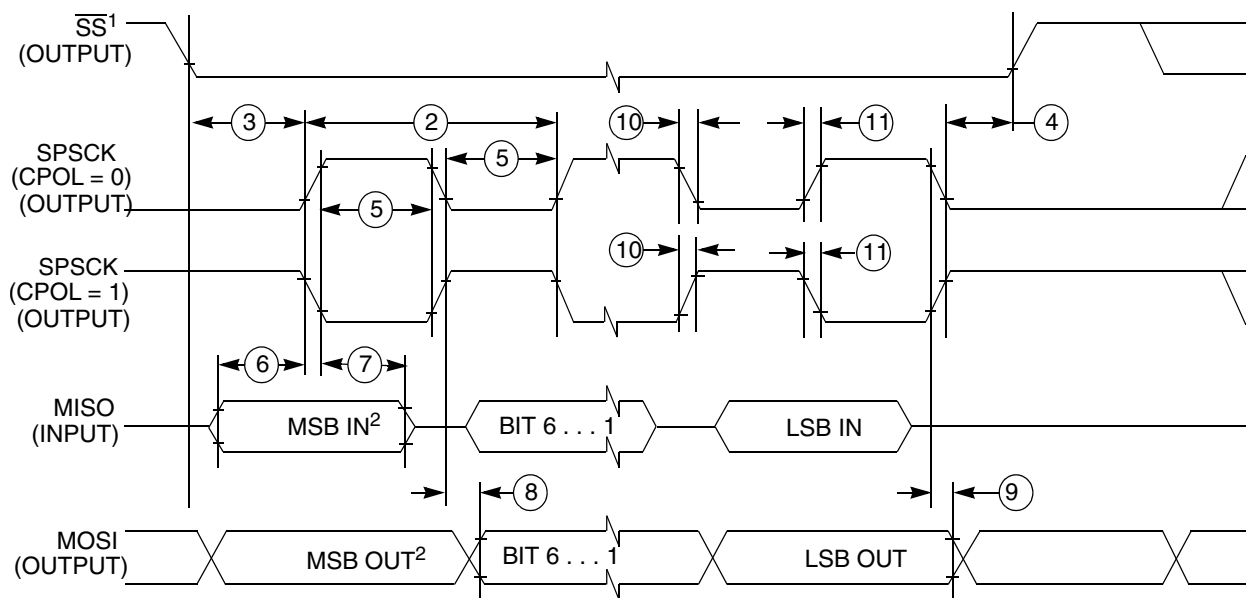 SS¹
(OUTPUT)
3
2
10
11
4
SPSCK
(CPOL = 0)
(OUTPUT)
5
5
SPSCK
(CPOL = 1)
(OUTPUT)
10
11
6
7
MISO
(INPUT)
MSB IN²
BIT 6 . . . 1
LSB IN
8
9
MOSI
(OUTPUT)
MSB OUT²
BIT 6 . . . 1
LSB OUT